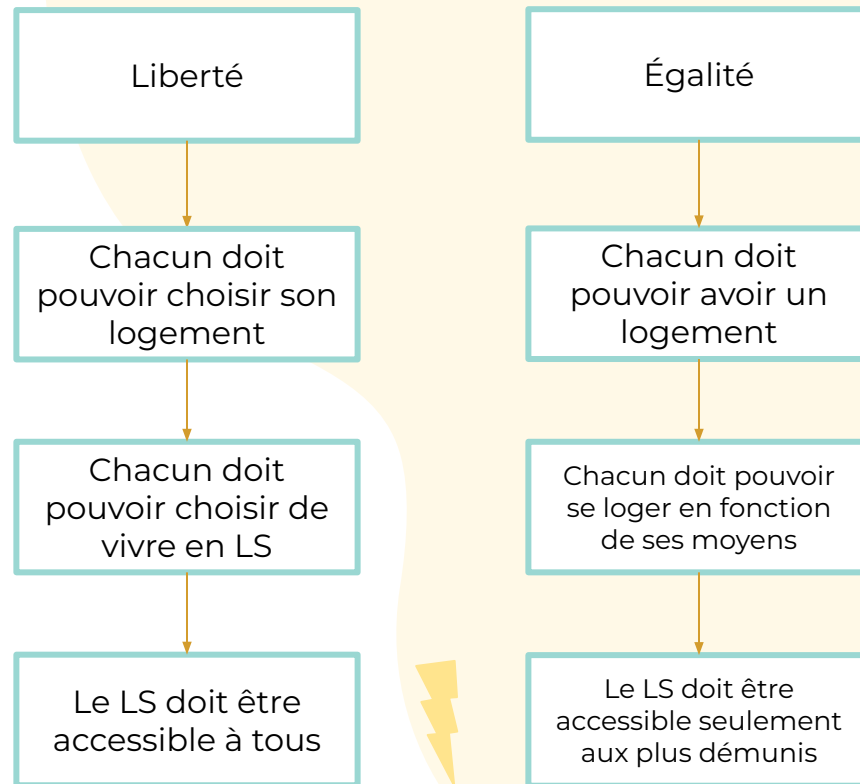 Liberté
Chacun doit
pouvoir choisir son
logement
Chacun doit
pouvoir choisir de
vivre en LS
Le LS doit être
accessible à tous
Égalité
Chacun doit
pouvoir avoir un
logement
Chacun doit pouvoir
se loger en fonction
de ses moyens
Le LS doit être
accessible seulement
aux plus démunis